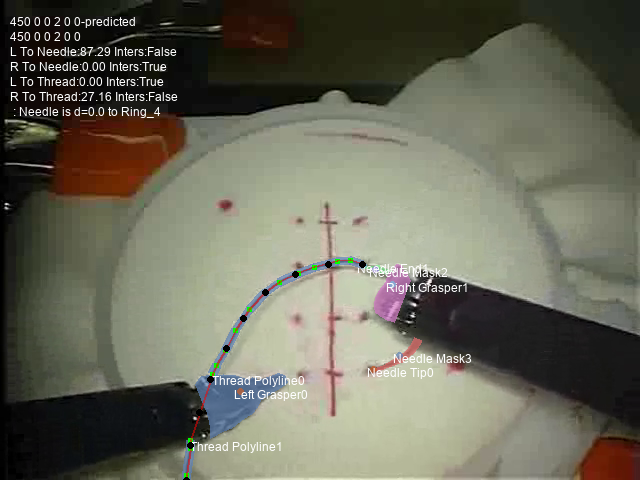 450 0 0 2 0 0-predicted
450 0 0 2 0 0
L To Needle:87.29 Inters:False
R To Needle:0.00 Inters:True
L To Thread:0.00 Inters:True
R To Thread:27.16 Inters:False
: Needle is d=0.0 to Ring_4
Needle End1
Needle Mask2
Right Grasper1
Needle Mask3
Needle Tip0
Thread Polyline0
Left Grasper0
Thread Polyline1